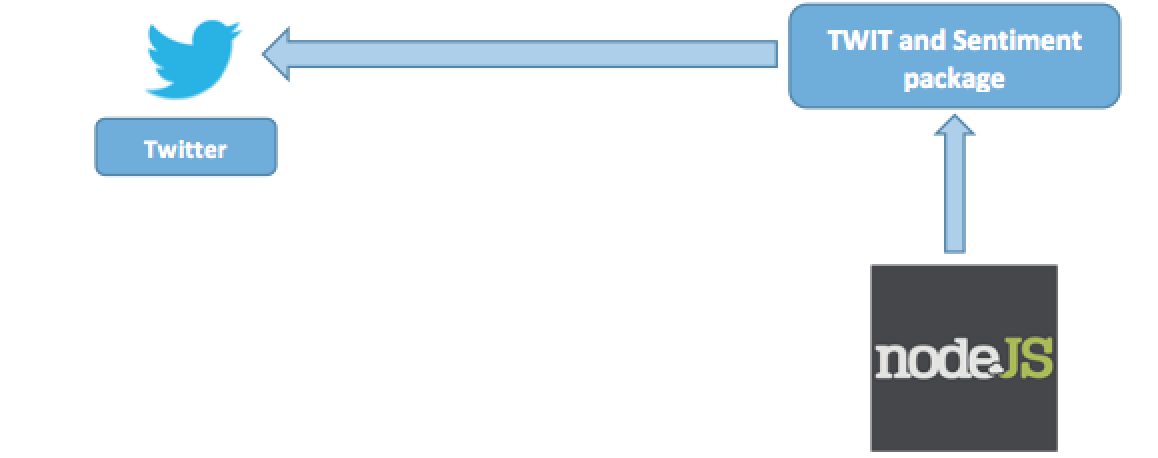 TWIT and Sentiment
package
Twitter
nodeJS